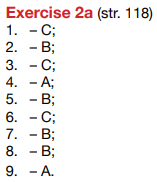 Exercise 2a (str. 118)
1. – C;
2. – B;
3. – C;
4. – A;
5. – B;
6. – C;
7. – B;
8. – B;
9. – A.